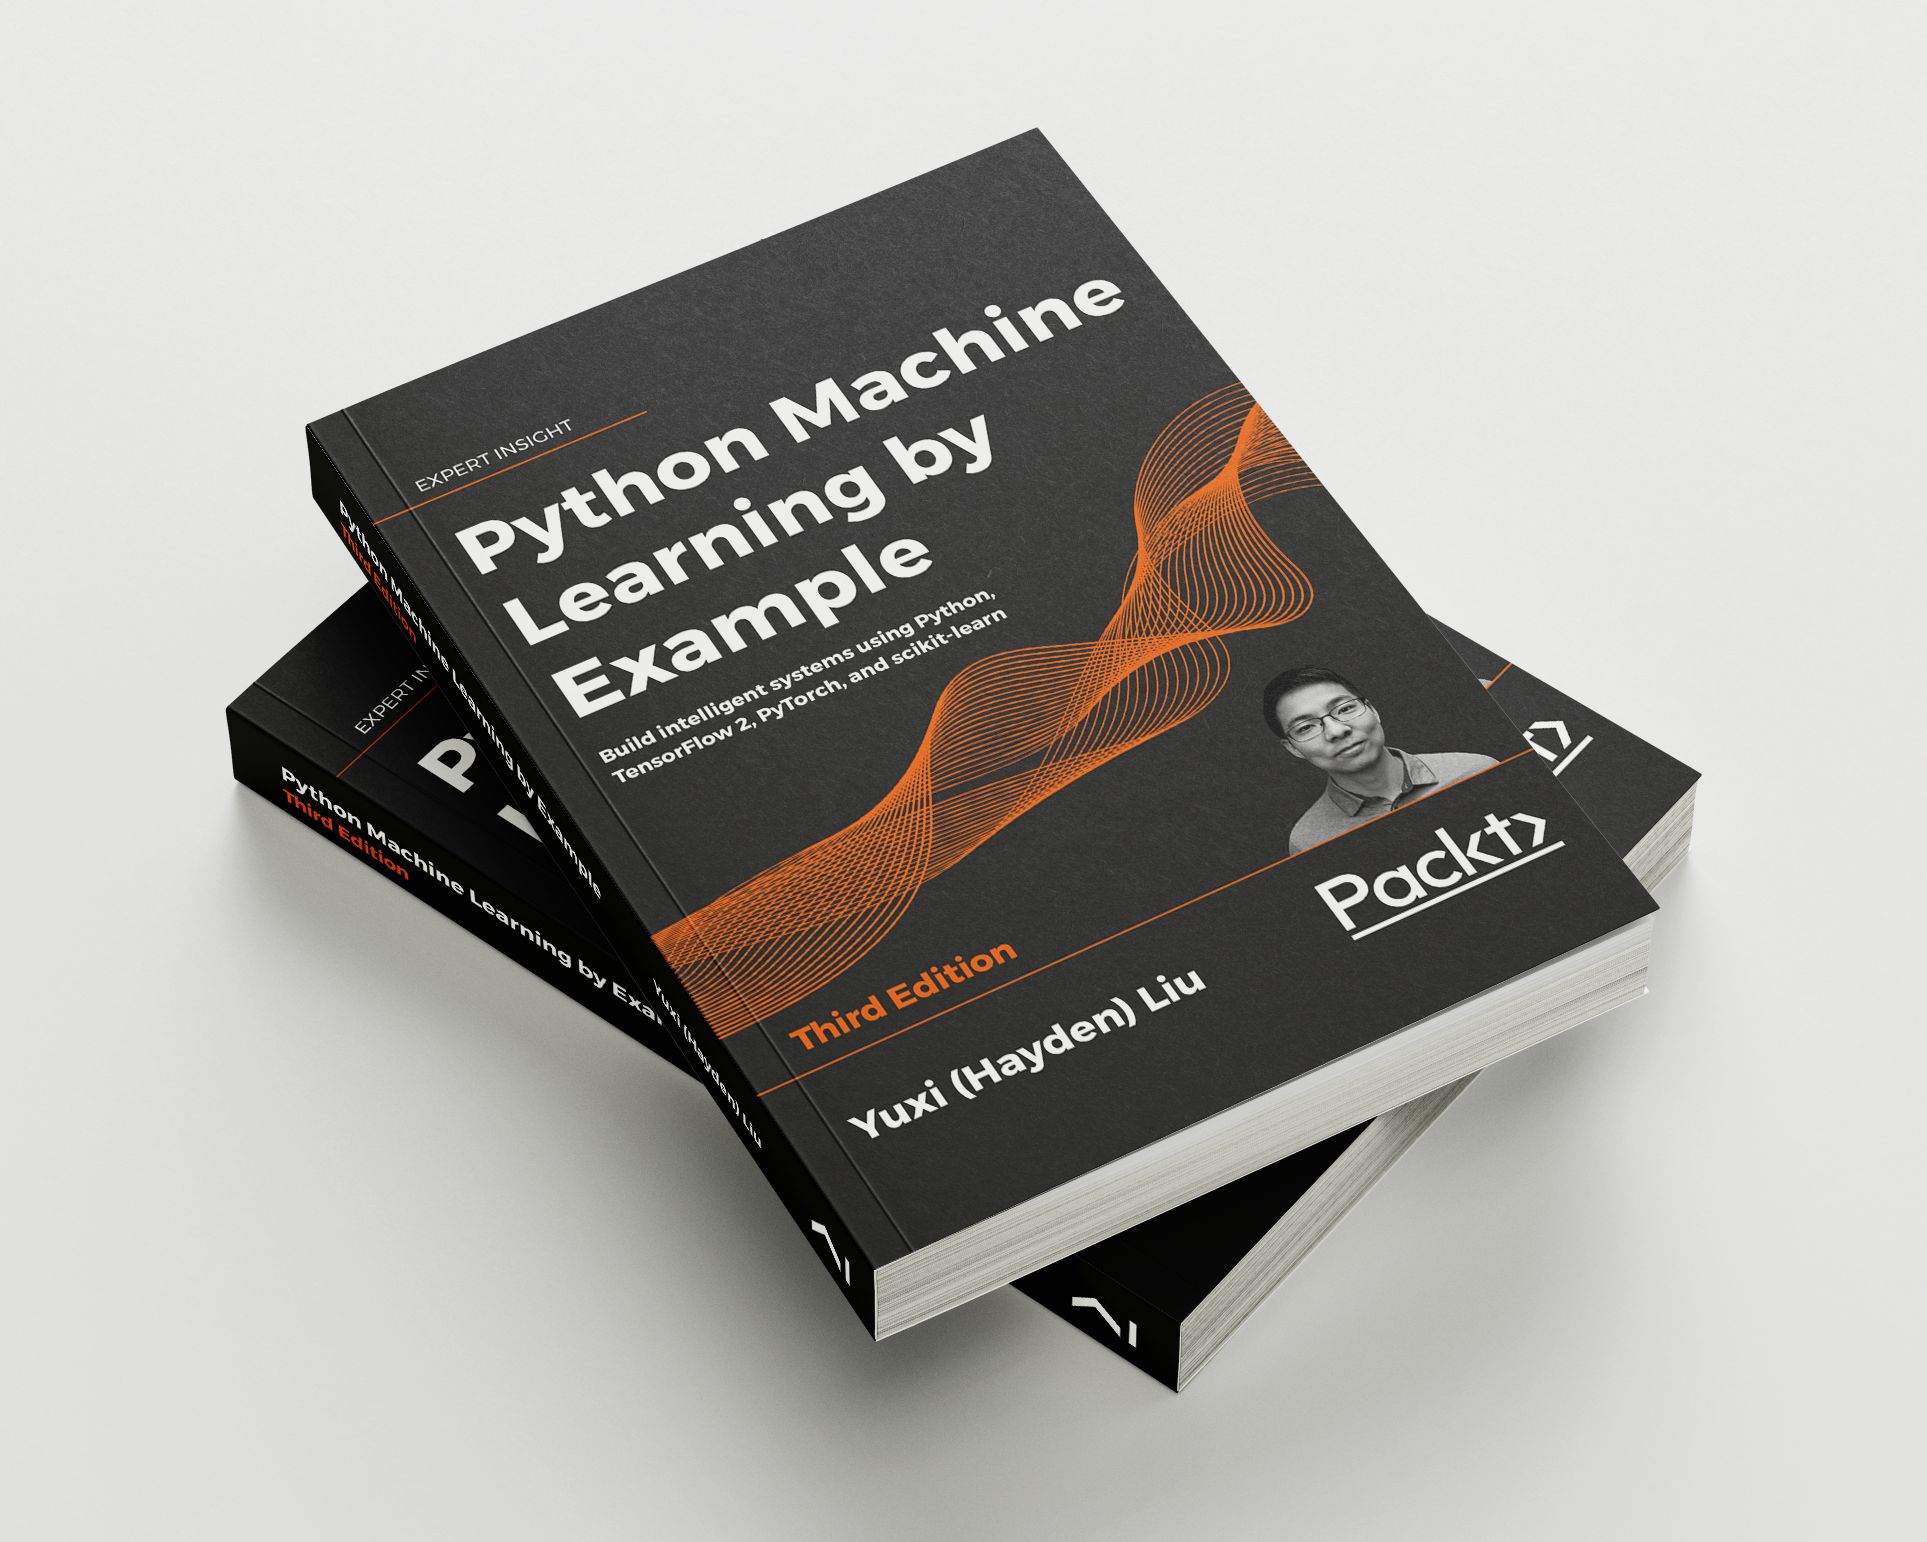 EXPERT INSIGHT
Python Machine
Learning by
Example
Build intelligent systems using Python,
TensorFlow 2, PyTorch, and scikit-learn
Third Edition
Packt
Yuxi (Hayden) Liu
Python Machine Learning by Example
Third Edition
Yuxi (Hayden) Liu
EXPERT IN
P
Python Machine Learning by Exa
Third Edition